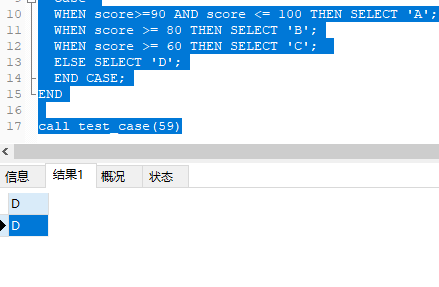 10 WHEN score>=90 AND score <= 100 THEN SELECT 'A';
11 WHEN score >= 80 THEN SELECT 'B';
12 WHEN score >= 60 THEN SELECT 'C';
13 ELSE SELECT 'D';
14 END CASE;
15 END
16
17 call test_case(59)
信息 结果1 概况 状态
D
D